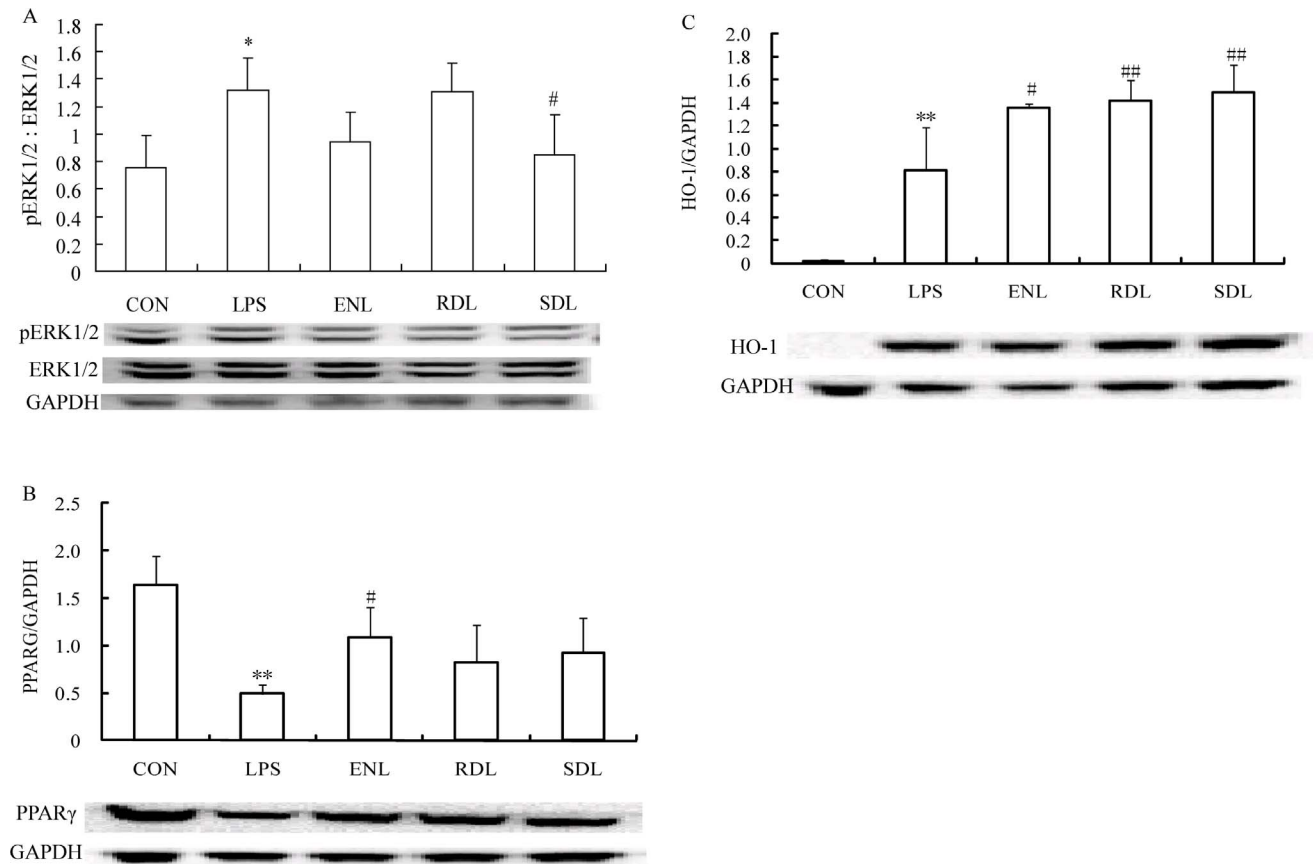 A
pERK1/2 : ERK1/2
1.8
1.6
1.4
1.2
1
0.8
0.6
0.4
0.2
0
*
#
CON LPS ENL RDL SDL
pERK1/2
ERK1/2
GAPDH
B
PPARG/GAPDH
2.5
2.0
1.5
1.0
0.5
0
**
#
CON LPS ENL RDL SDL
PPARγ
GAPDH
C
HO-1/GAPDH
2.0
1.8
1.6
1.4
1.2
1.0
0.8
0.6
0.4
0.2
0
**
#
##
##
CON LPS ENL RDL SDL
HO-1
GAPDH